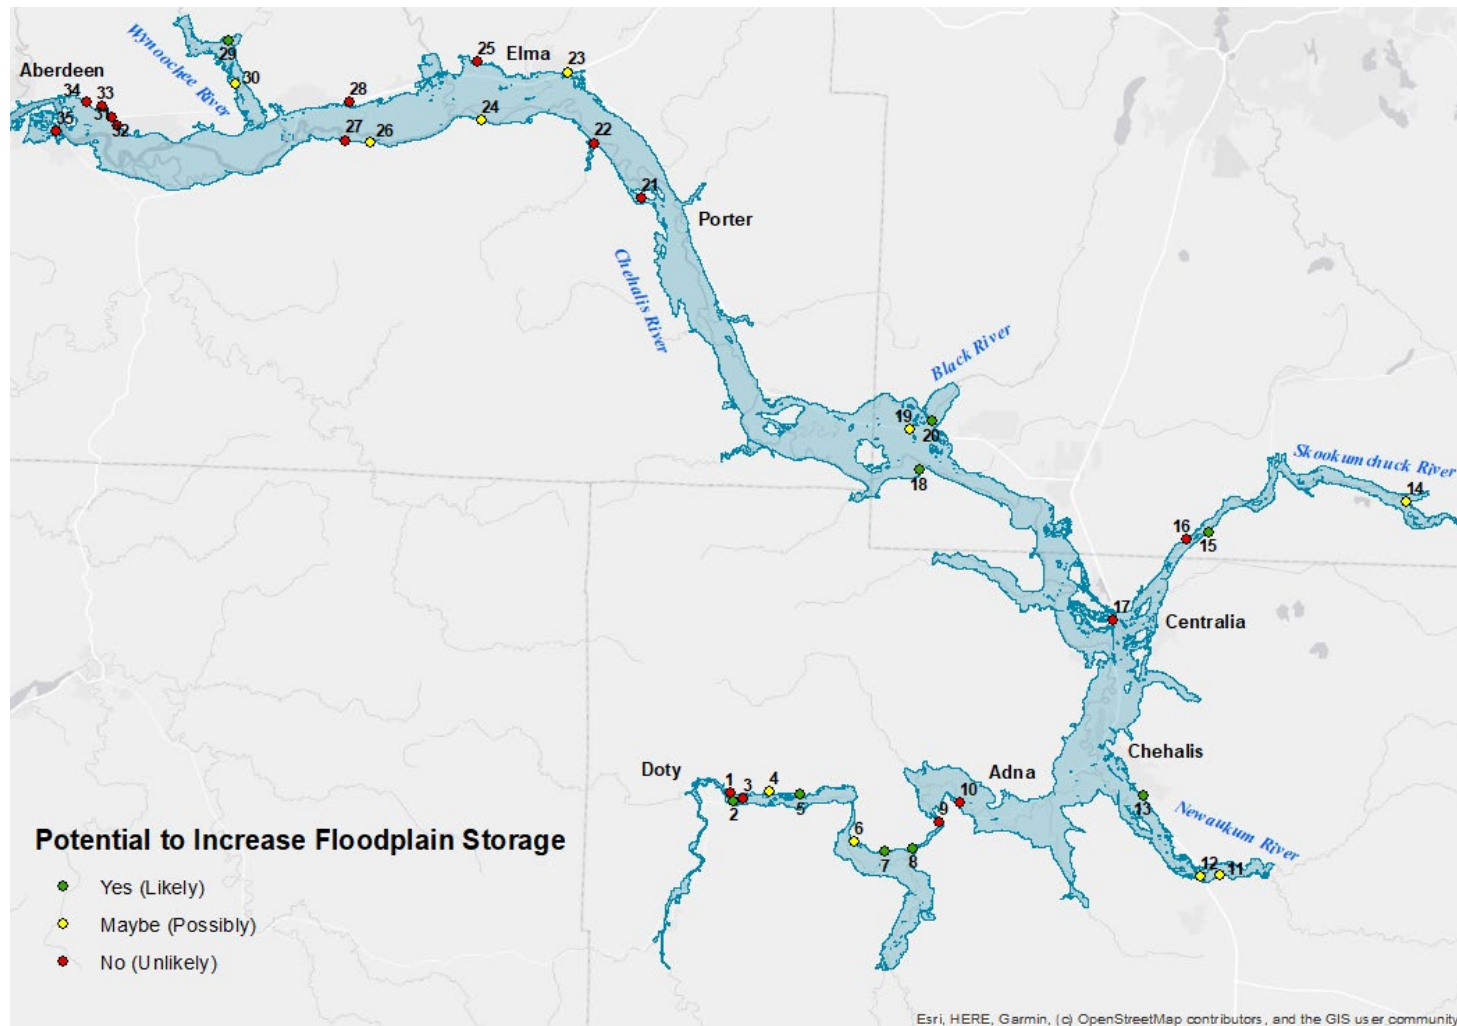 Wynoochee River
29
25
Elma
23
Aberdeen
30
34
33
28
31
32
35
24
27
26
22
21
Porter
Chehalis River
Black River
19
20
18
Skookumchuck River
14
16
15
17
Centralia
Chehalis
Doty
Adna
1
3
4
2
5
10
9
13
6
7
8
Newaukum River
12
11
Potential to Increase Floodplain Storage
Yes (Likely)
Maybe (Possibly)
No (Unlikely)
Esri, HERE, Garmin, (c) OpenStreetMap contributors, and the GIS user community